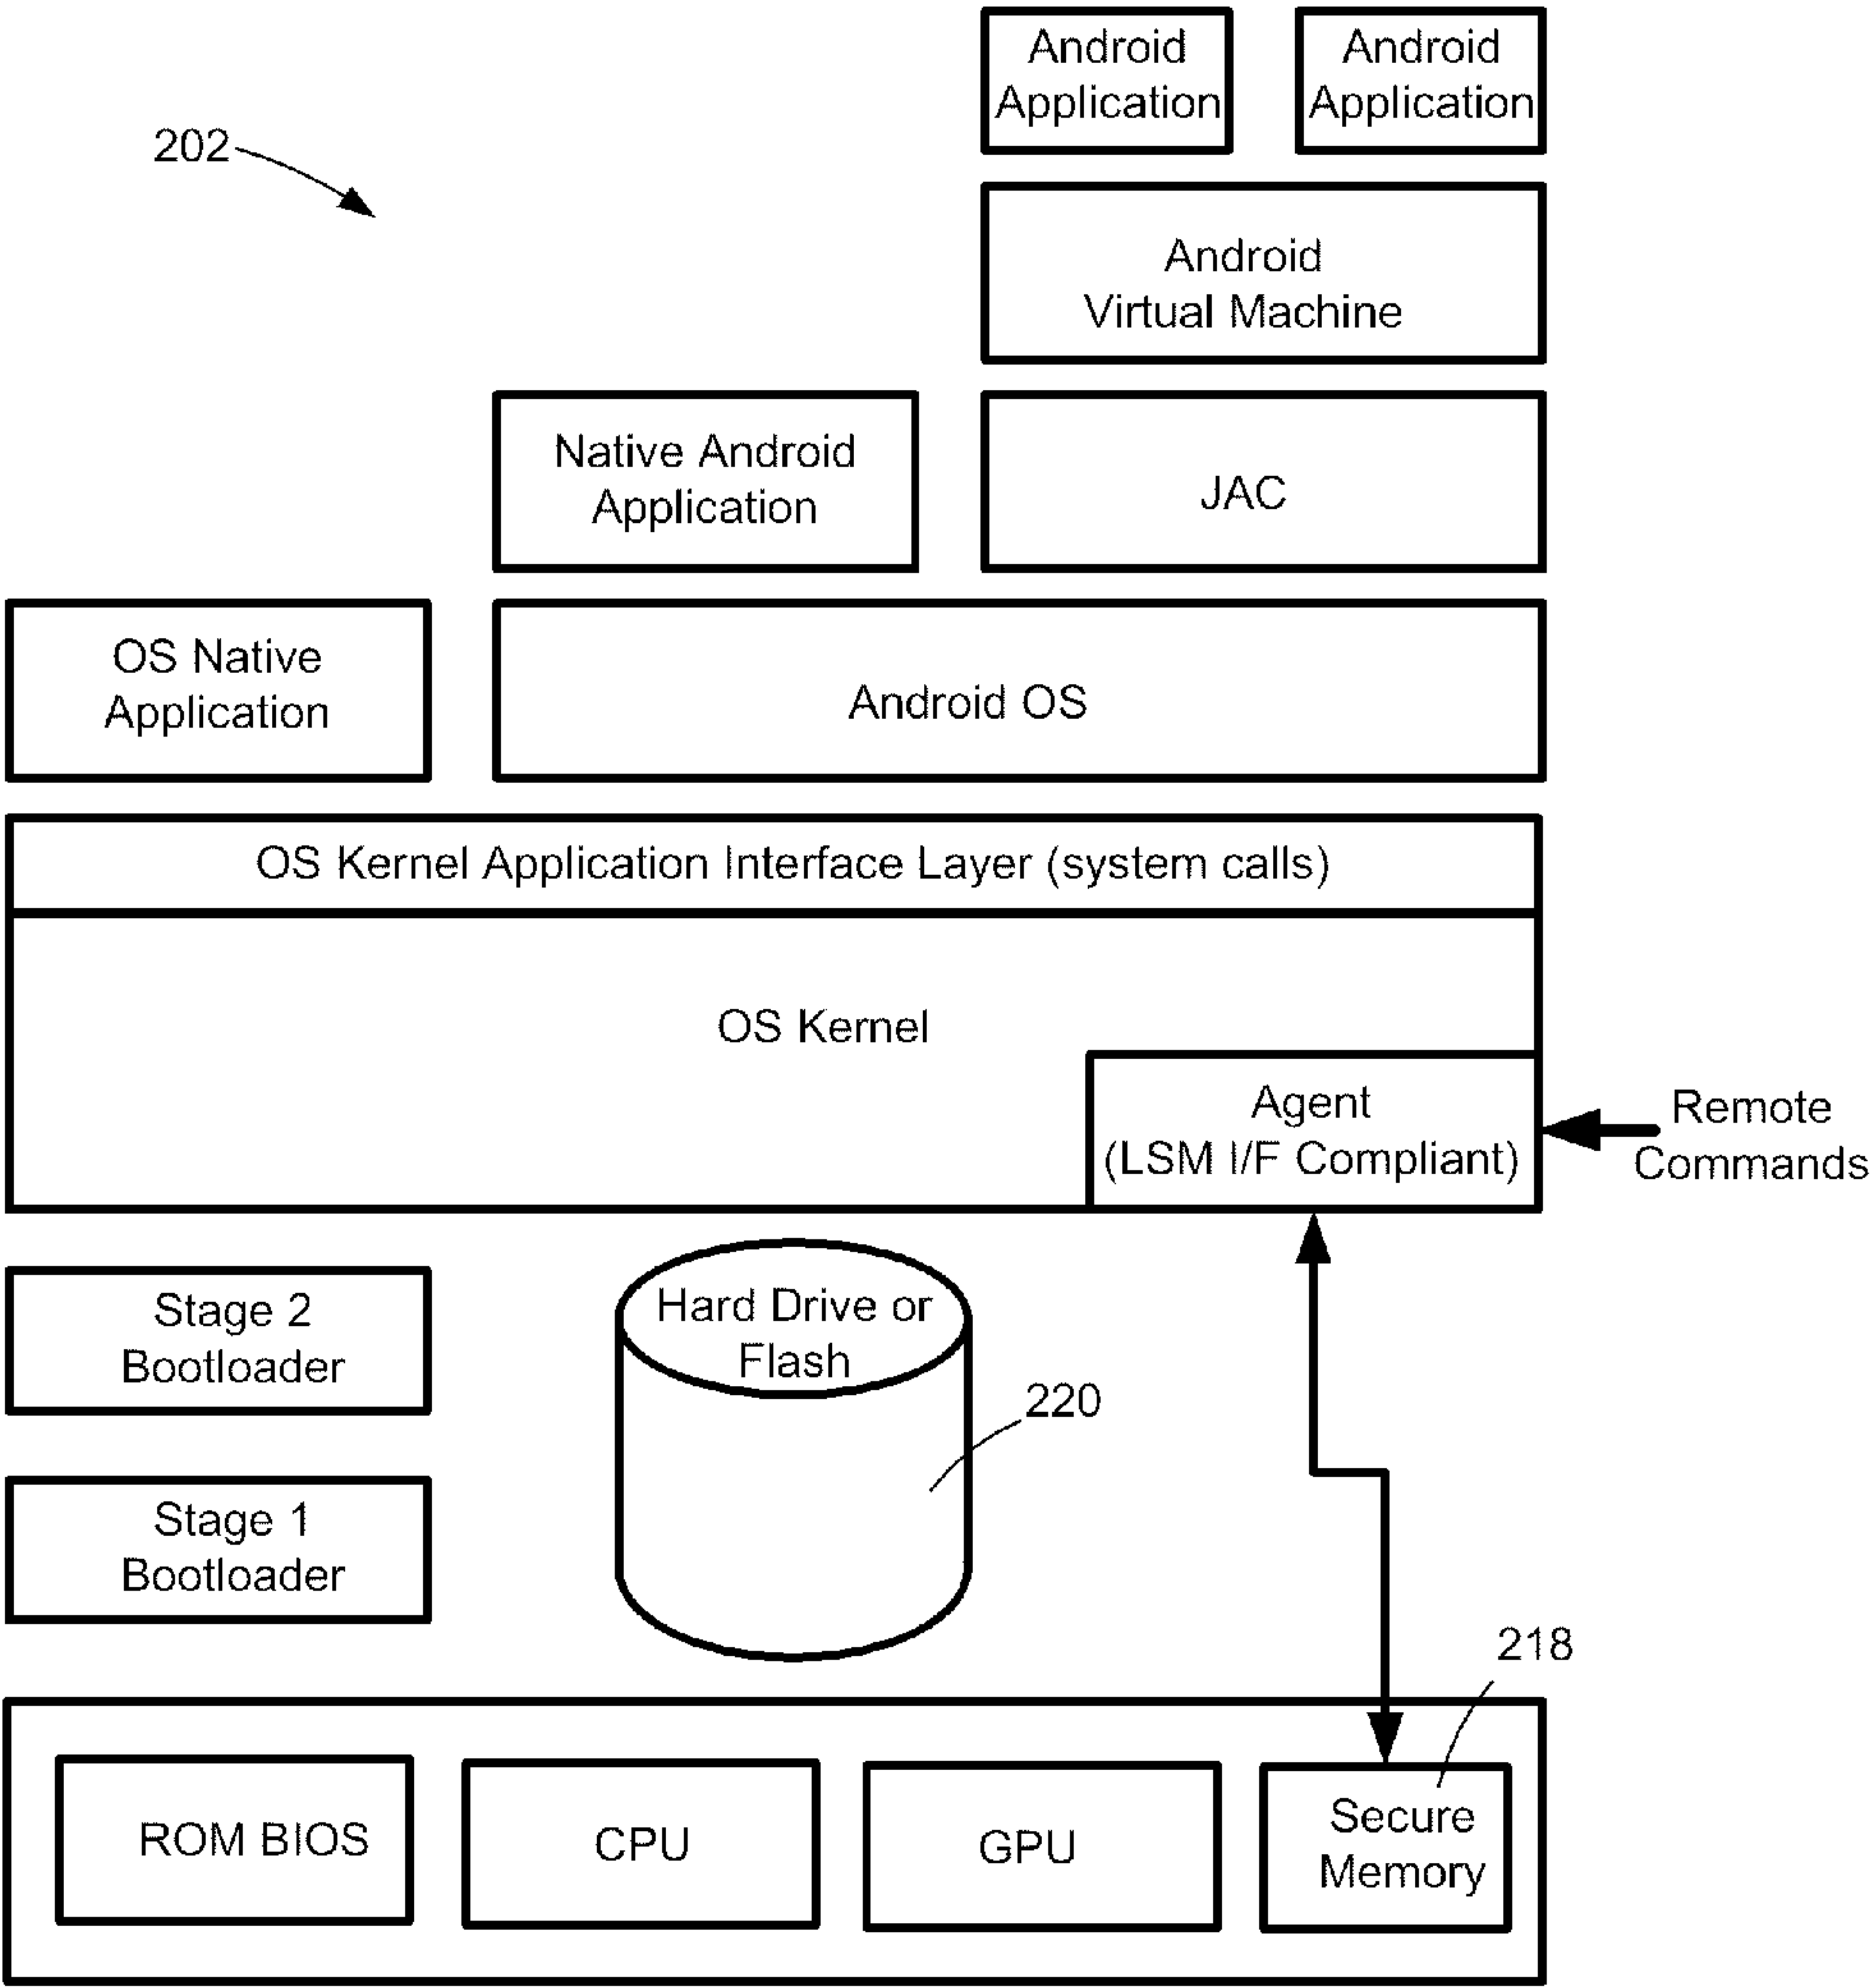 Android
Application
Android
Application
202
Android
Virtual Machine
Native Android
Application
JAC
OS Native
Application
Android OS
OS Kernel Application Interface Layer (system calls)
OS Kernel
Agent
(LSM I/F Compliant)
Remote
Commands
Stage 2
Bootloader
Hard Drive or
Flash
220
Stage 1
Bootloader
218
ROM BIOS
CPU
GPU
Secure
Memory